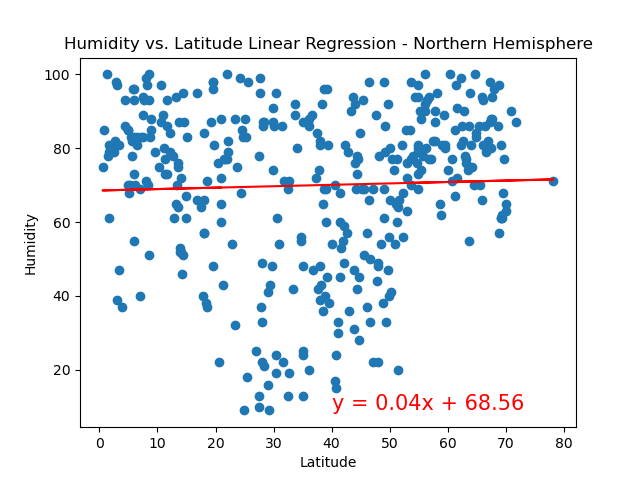 Humidity vs. Latitude Linear Regression - Northern Hemisphere
100
80
60
40
20
Humidity
y = 0.04x + 68.56
0 10 20 30 40 50 60 70 80
Latitude